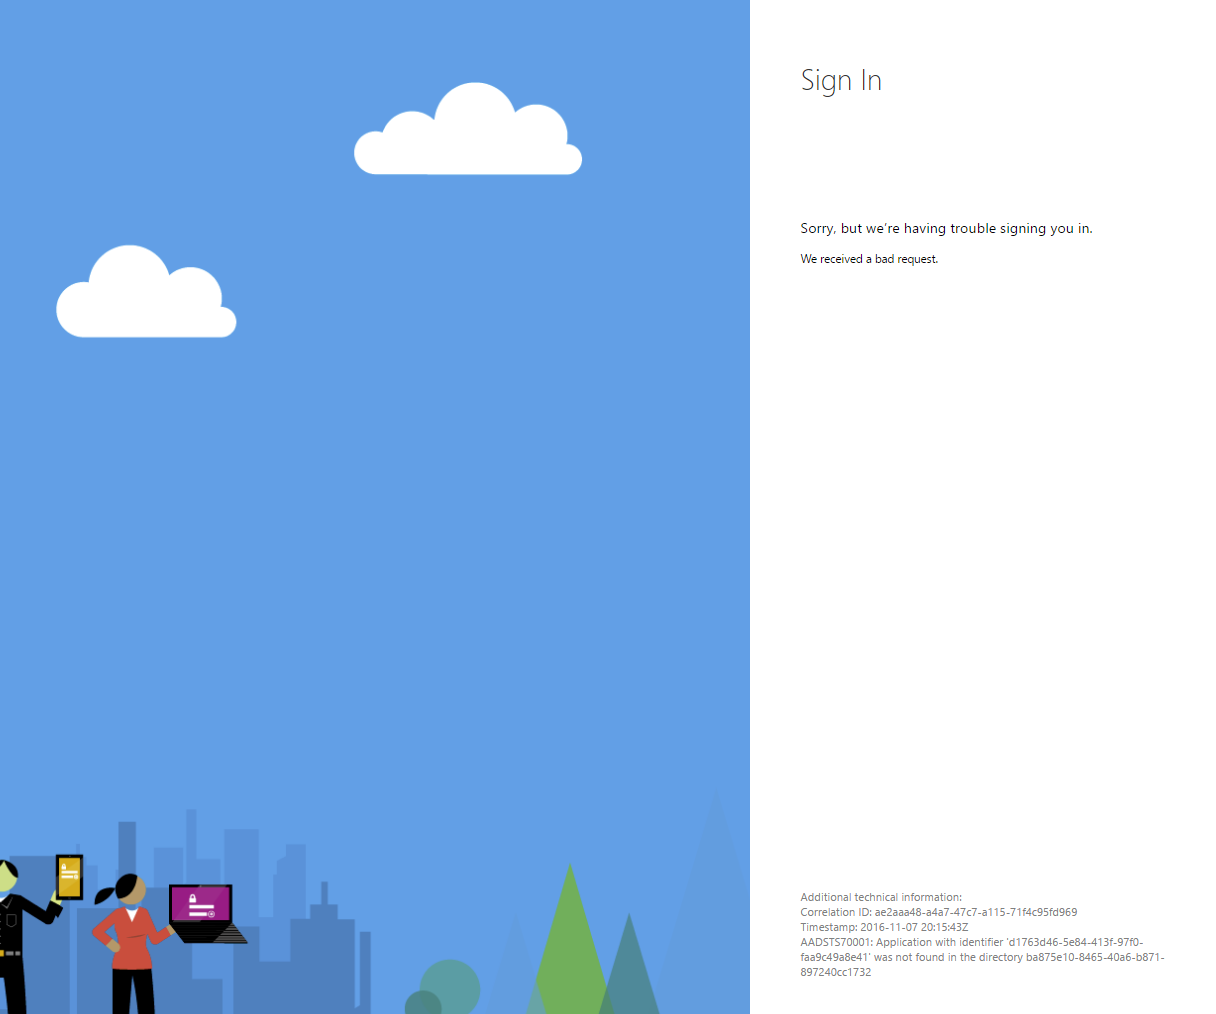 Sign In
Sorry, but we're having trouble signing you in.
We received a bad request.
Additional technical information:
Correlation ID: ae2aaa48-a4a7-47c7-a115-71f4c95fd969
Timestamp: 2016-11-07 20:15:43Z
AADSTS70001: Application with identifier 'd1763d46-5e84-413f-97f0-
faa9c49a8e41' was not found in the directory ba875e10-8465-40a6-b871-
897240cc1732